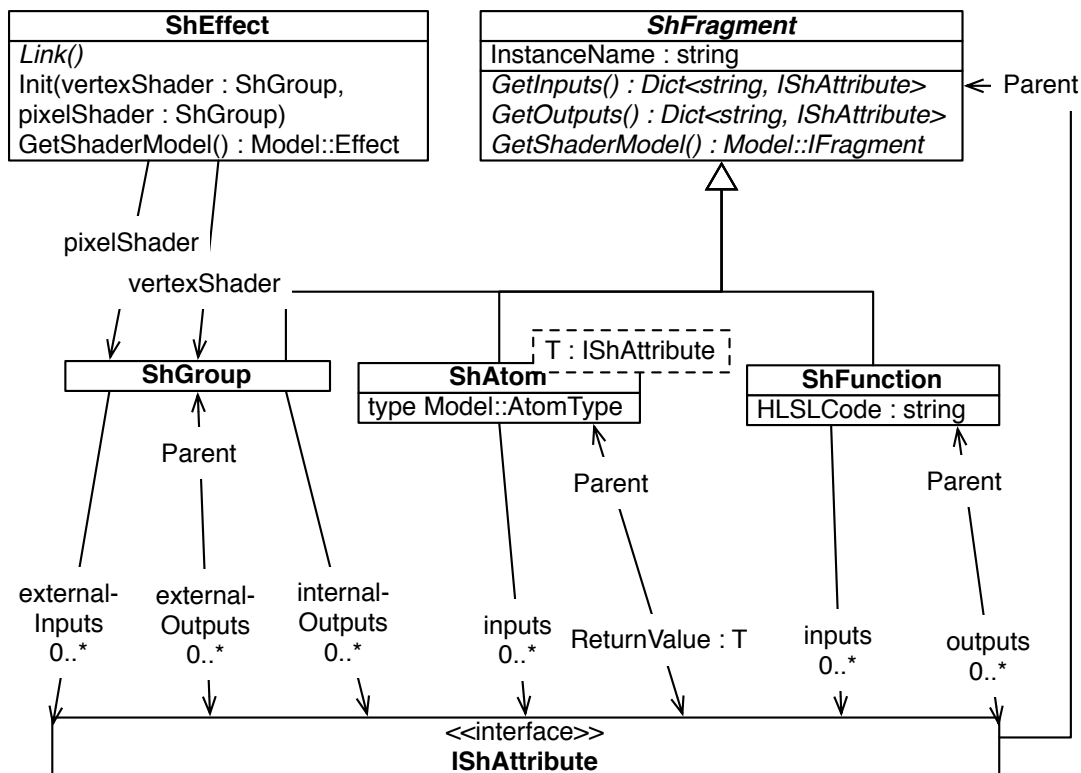 ShEffect
Link()
Init(vertexShader : ShGroup,
pixelShader : ShGroup)
GetShaderModel() : Model::Effect
ShFragment
InstanceName : string
GetInputs() : Dict<string, IShAttribute>
GetOutputs() : Dict<string, IShAttribute>
GetShaderModel() : Model::IFragment
Parent
pixelShader
vertexShader
ShGroup
T : IShAttribute
ShAtom
type Model::AtomType
ShFunction
HLSLCode : string
Parent
Parent
Parent
external-
Inputs
0..*
external-
Outputs
0..*
internal-
Outputs
0..*
inputs
0..*
ReturnValue : T
inputs
0..*
outputs
0..*
<<interface>>
IShAttribute